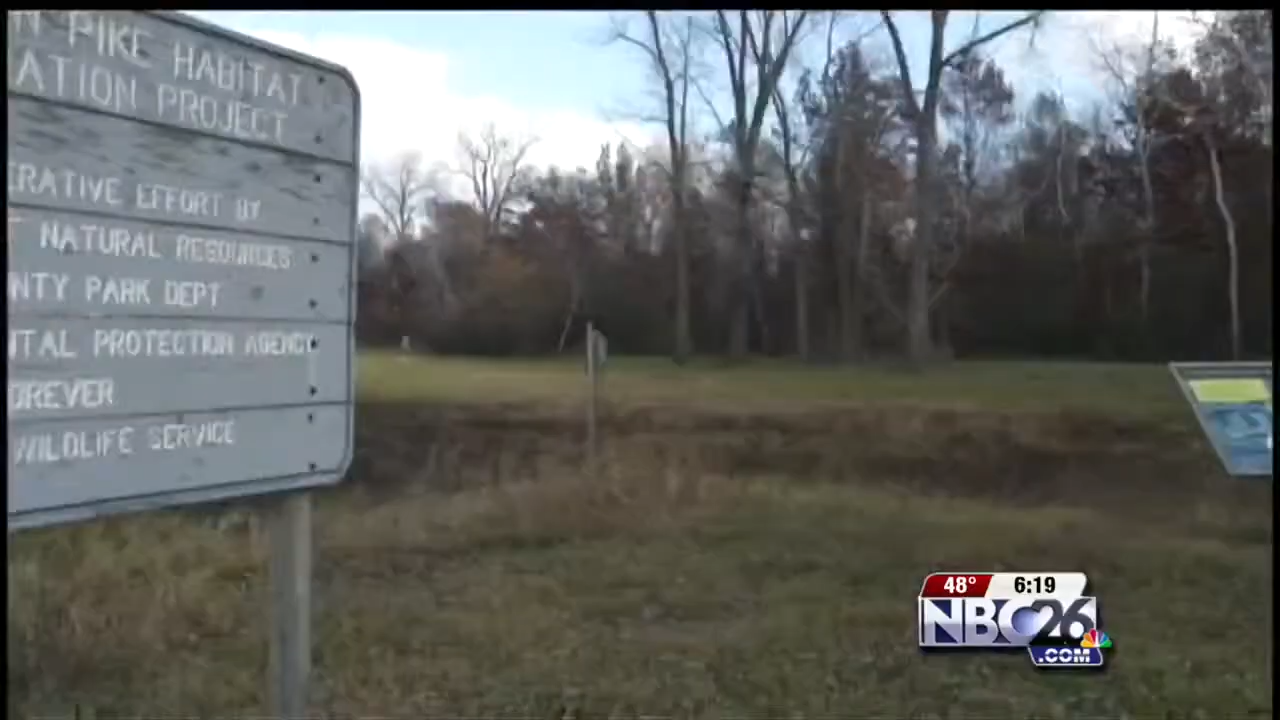 N PIKE HABITAT
ATION PROJECT
ERATIVE EFFORT BY
T NATURAL RESOURCES
NTY PARK DEPT
NTAL PROTECTION AGENCY
OREVER
WILDLIFE SERVICE
48° 6:19
NBC26
.COM